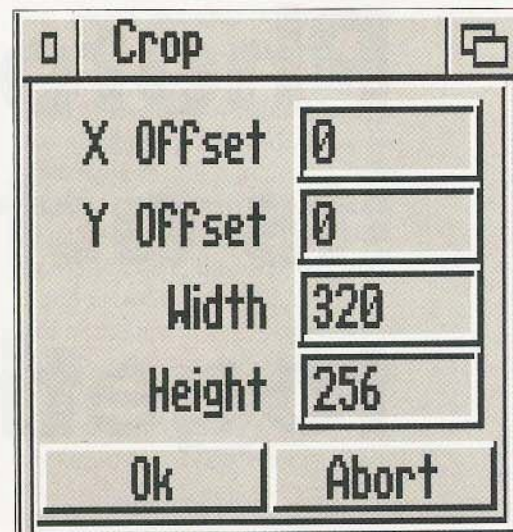 Crop
X Offset 0
Y Offset 0
Width 320
Height 256
Ok Abort